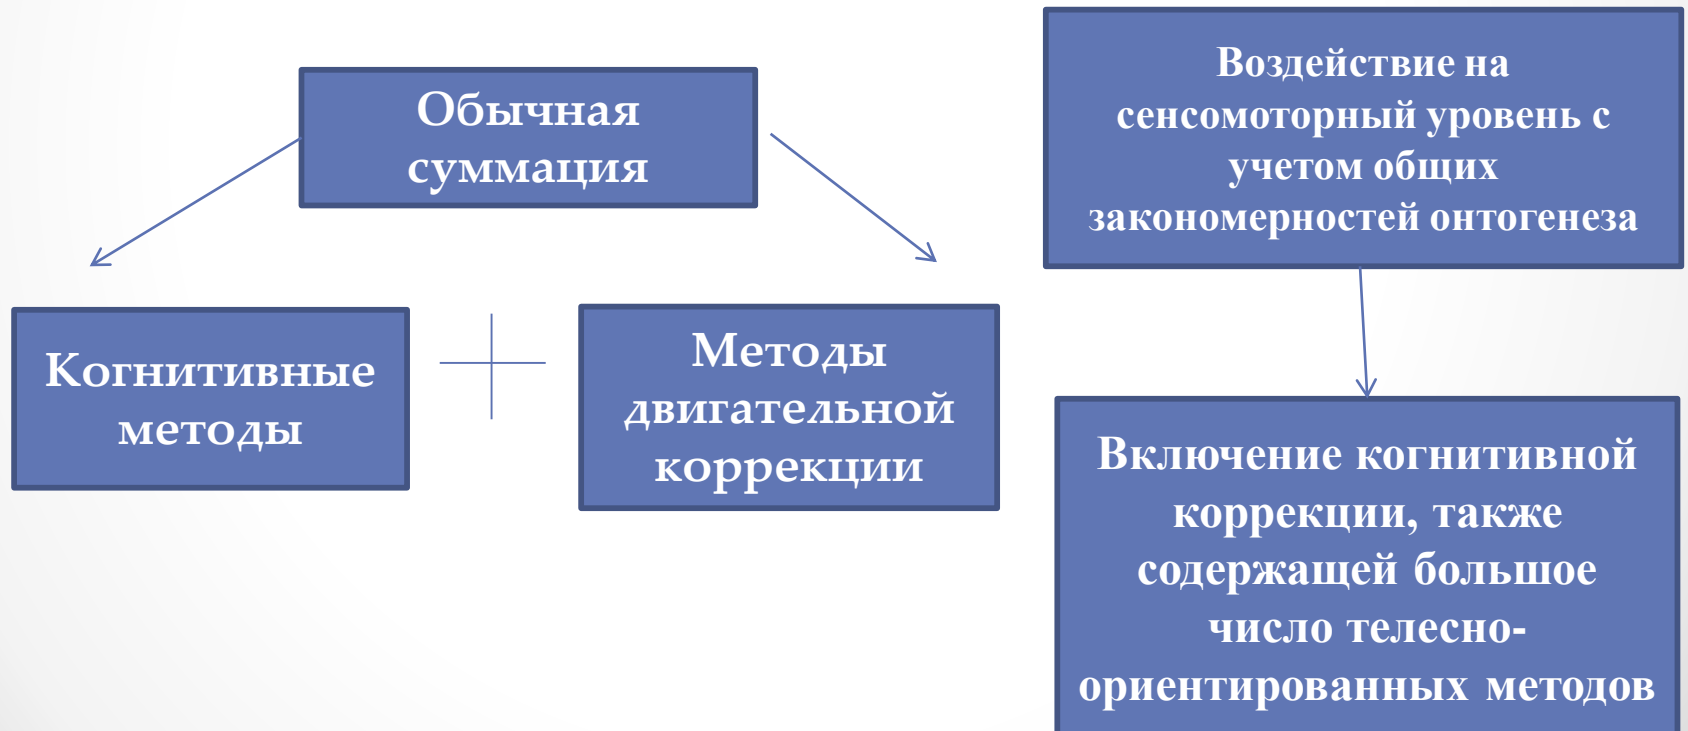 Обычная
суммация
Когнитивные
методы
Методы
двигательной
коррекции
Воздействие на
сенсомоторный уровень с
учетом общих
закономерностей онтогенеза
Включение когнитивной
коррекции, также
содержащей большое
число телесно-
ориентированных методов